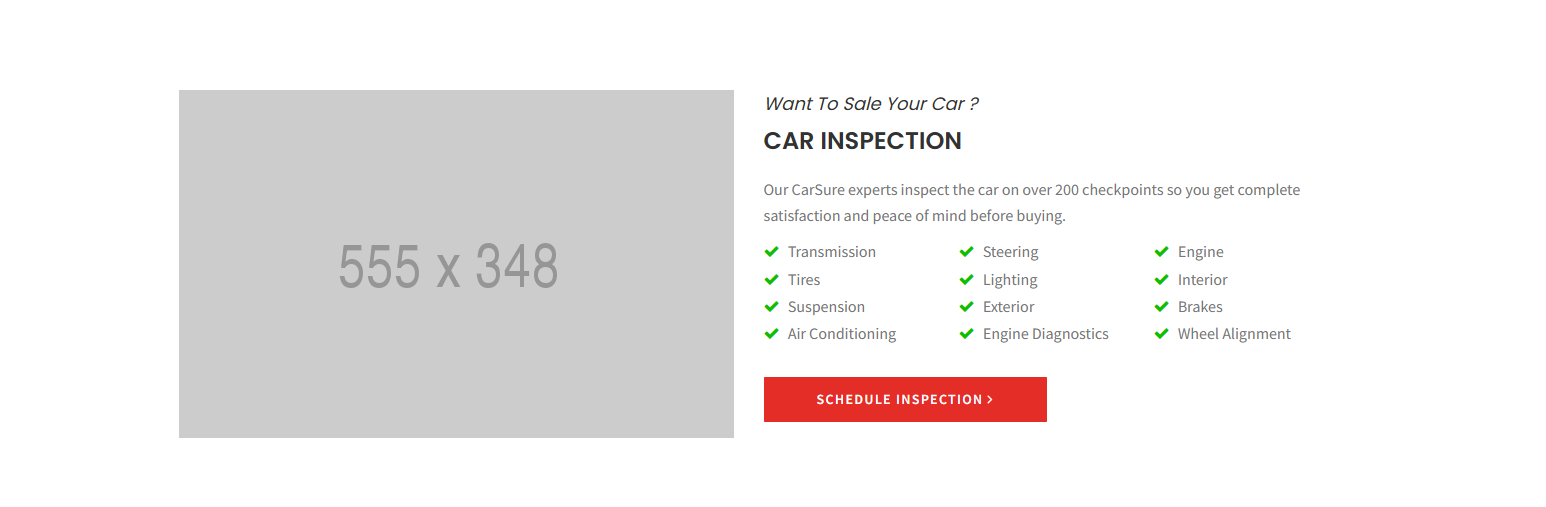 555 x 348
Want To Sale Your Car ?
CAR INSPECTION
Our CarSure experts inspect the car on over 200 checkpoints so you get complete
satisfaction and peace of mind before buying.
Transmission Steering Engine
Tires Lighting Interior
Suspension Exterior Brakes
Air Conditioning Engine Diagnostics Wheel Alignment
SCHEDULE INSPECTION >